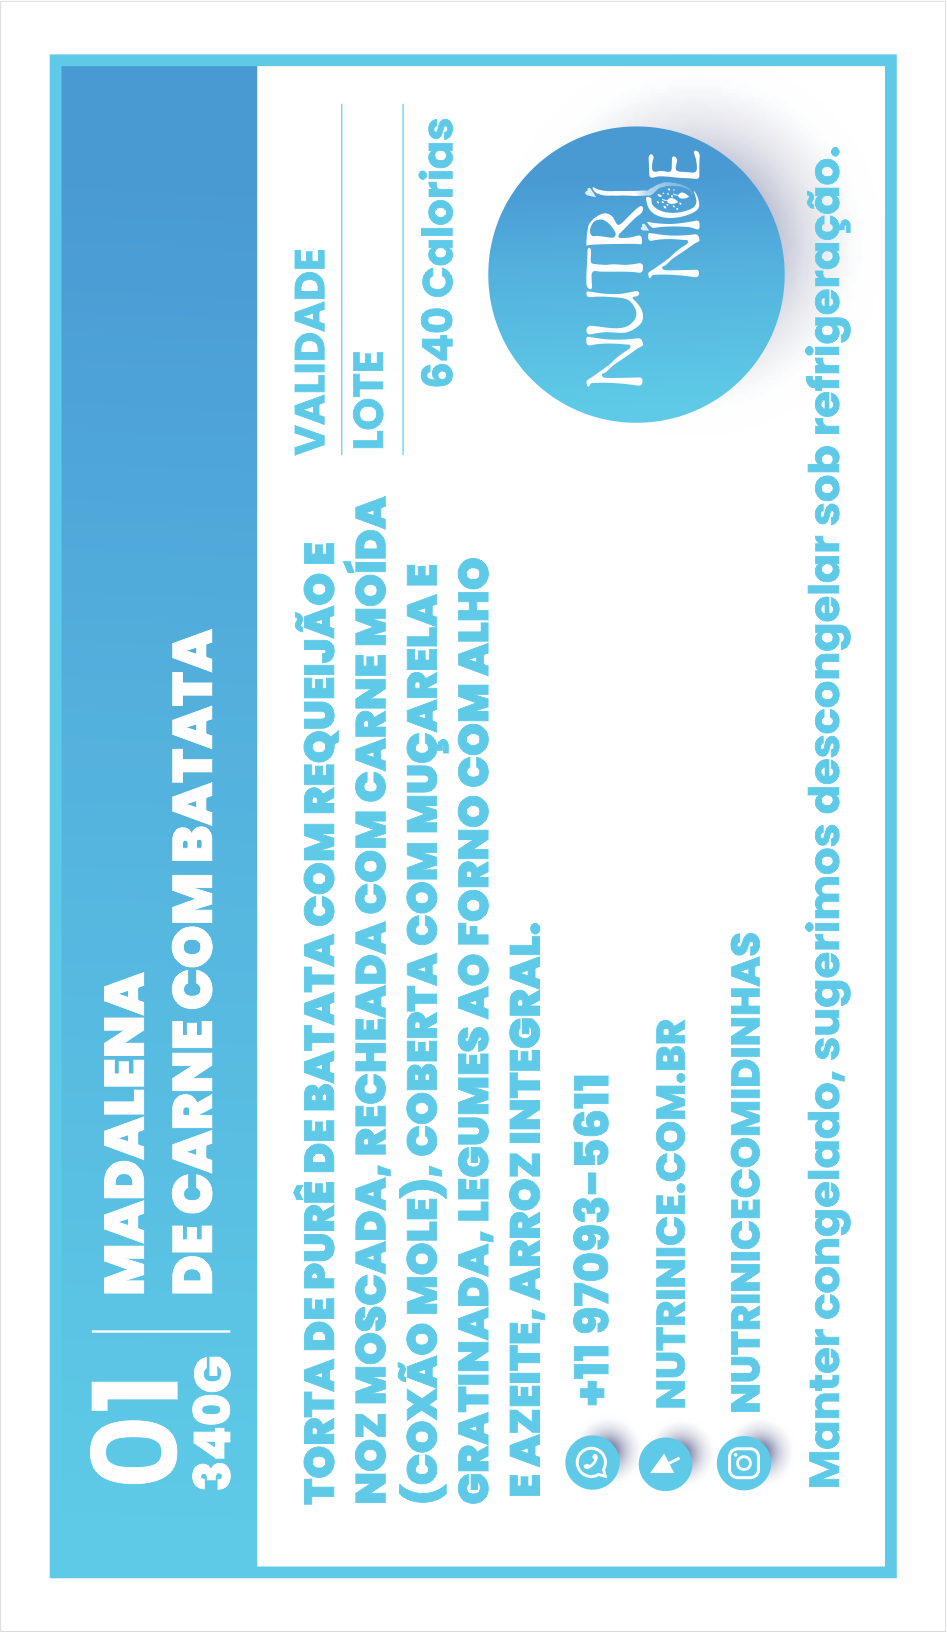 01
340G
MADALENA
DE CARNE COM BATATA
TORTA DE PURÊ DE BATATA COM REQUEIJÃO E
NOZ MOSCADA, RECHEADA COM CARNE MOÍDA
(COXÃO MOLE), COBERTA COM MUÇARELA E
GRATINADA, LEGUMES AO FORNO COM ALHO
E AZEITE, ARROZ INTEGRAL.
VALIDADE
LOTE
640 Calorias
+11 97093-5611
NUTRINICE.COM.BR
NUTRINICECOMIDINHAS
NUTRI
NICE
Manter congelado, sugerimos descongelar sob refrigeração.